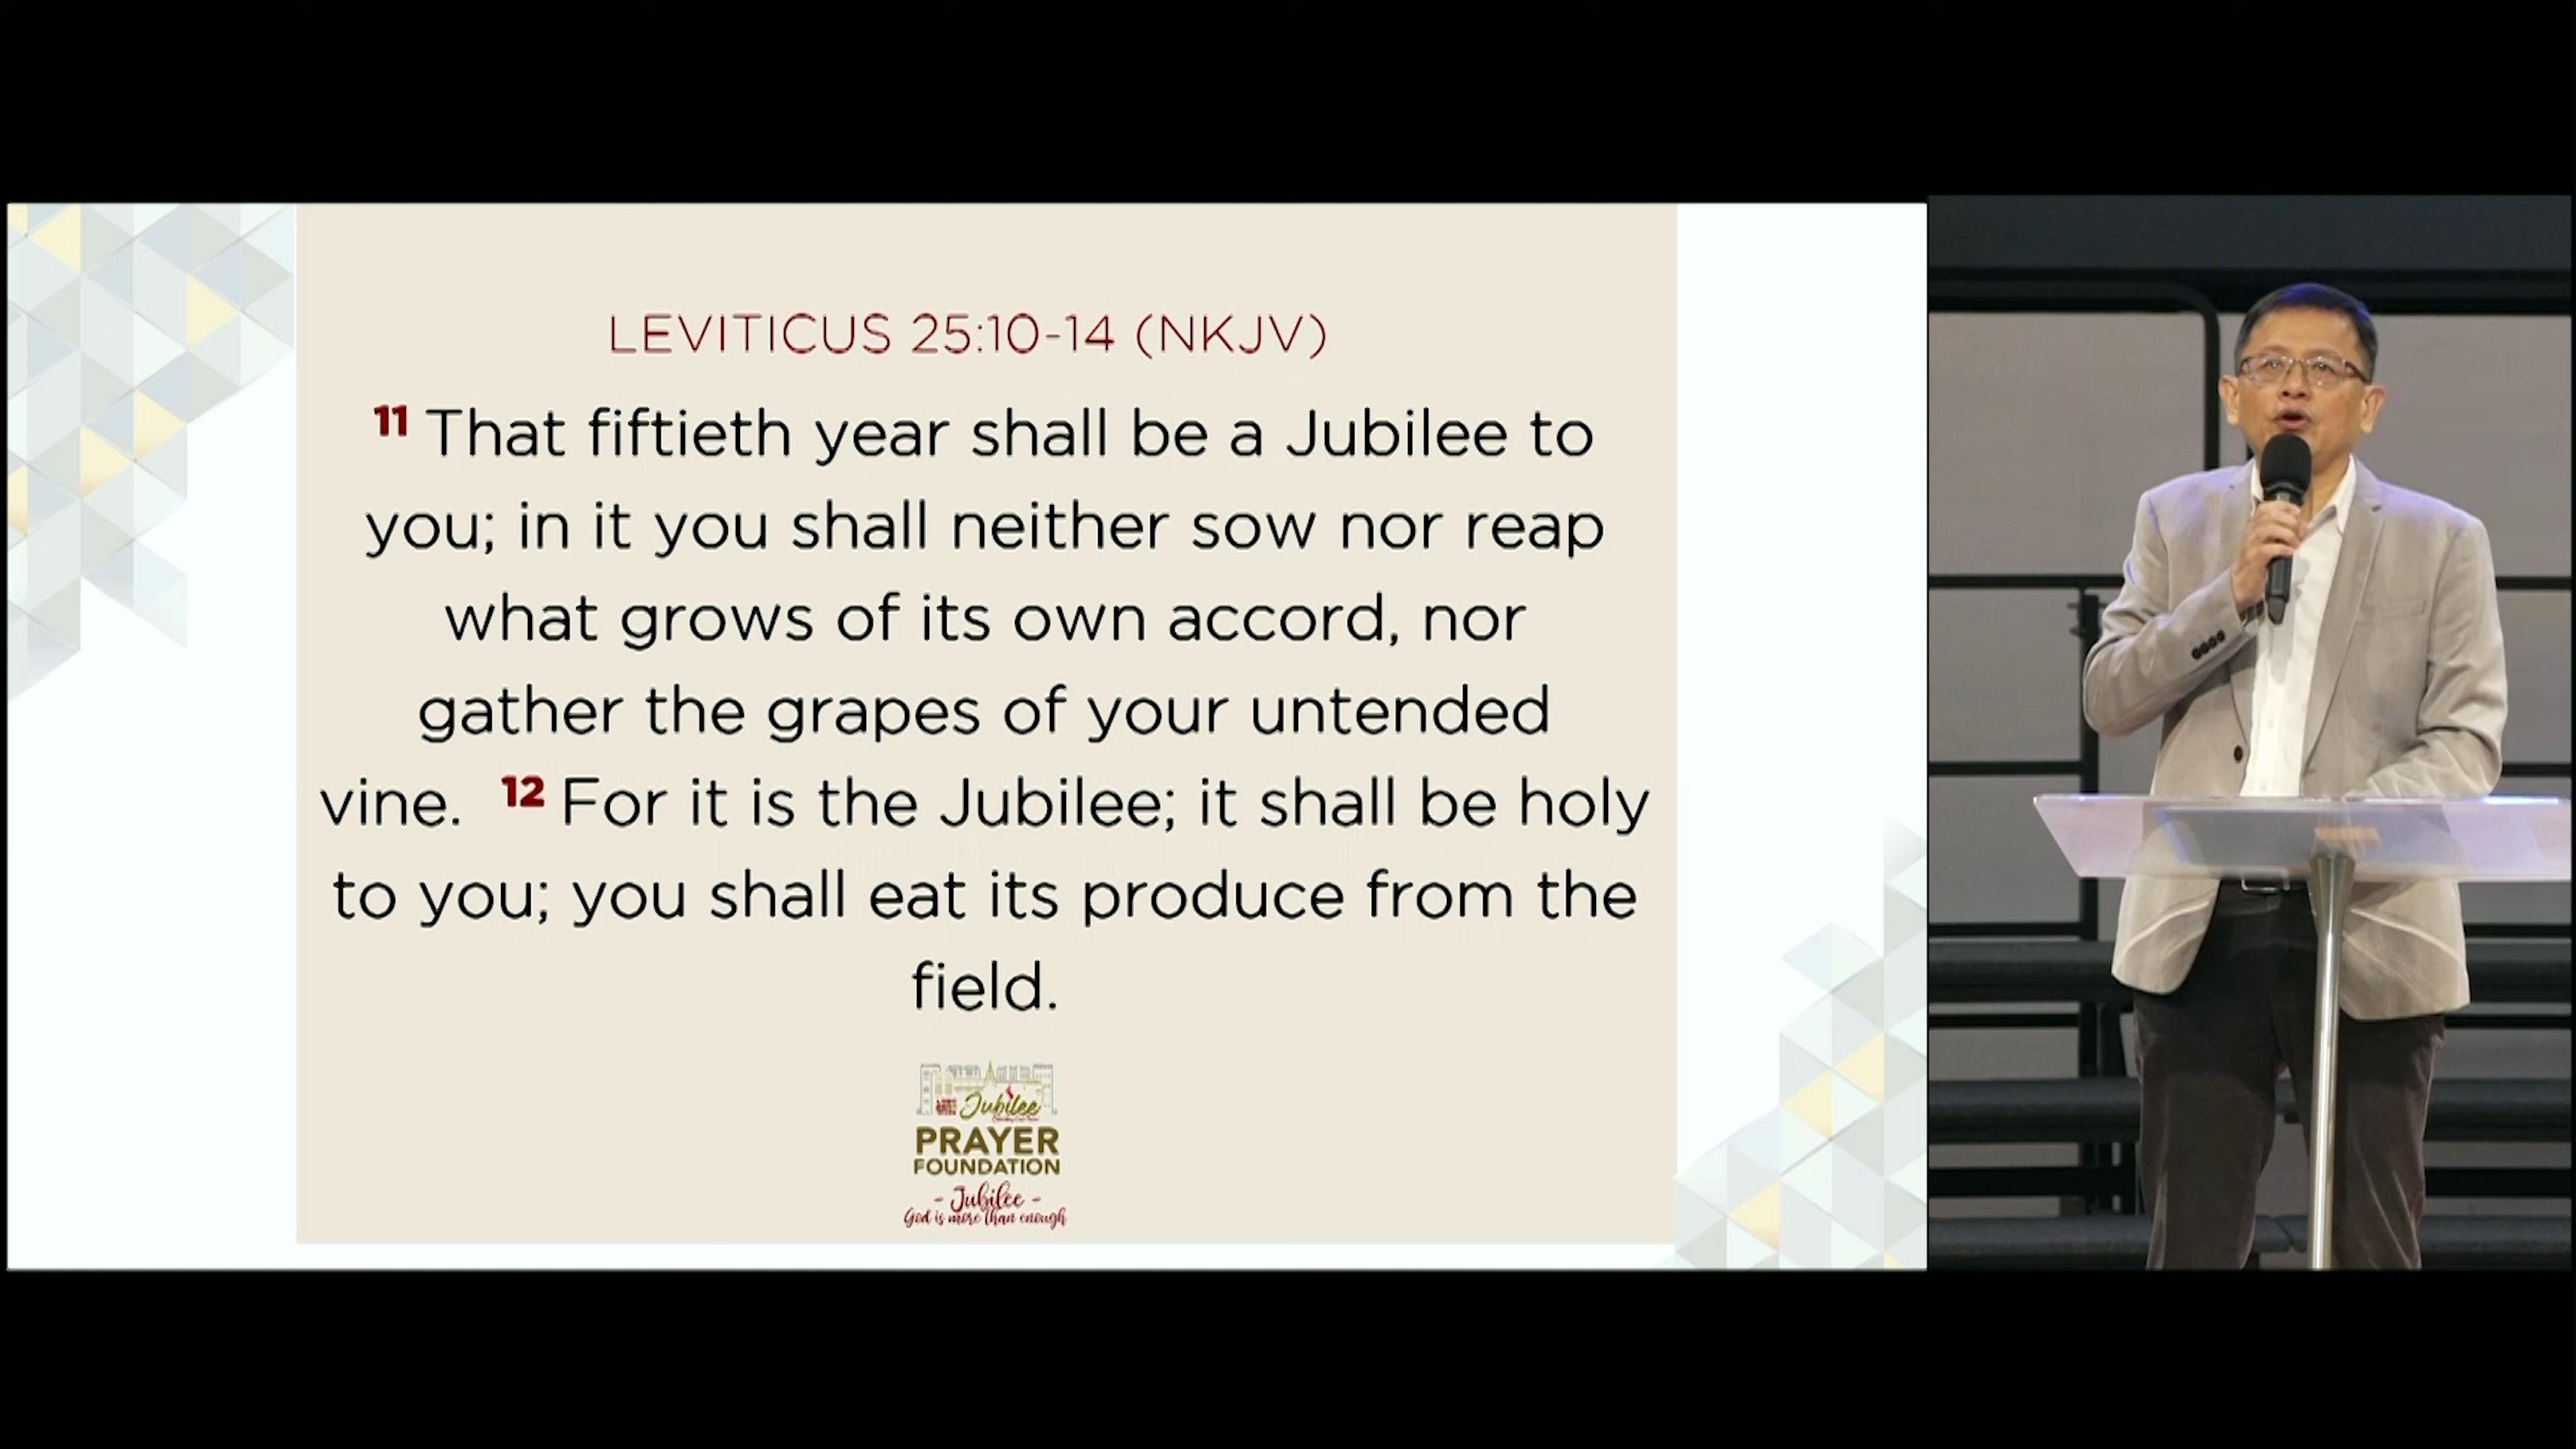 LEVITICUS 25:10-14 (NKJV)
11 That fiftieth year shall be a Jubilee to
you; in it you shall neither sow nor reap
what grows of its own accord, nor
gather the grapes of your untended
vine. 12 For it is the Jubilee; it shall be holy
to you; you shall eat its produce from the
field.
Jubilee
PRAYER
FOUNDATION
- Jubilee -
God is more than enough